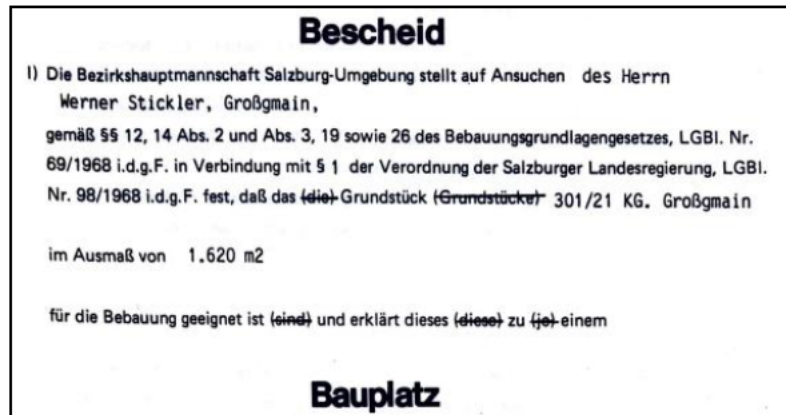 Bescheid
I) Die Bezirkshauptmannschaft Salzburg-Umgebung stellt auf Ansuchen des Herrn
Werner Stickler, Großgmain,
gemäß §§ 12, 14 Abs. 2 und Abs. 3, 19 sowie 26 des Bebauungsgrundlagengesetzes, LGBl. Nr.
69/1968 i.d.g.F. in Verbindung mit § 1 der Verordnung der Salzburger Landesregierung, LGBl.
Nr. 98/1968 i.d.g.F. fest, daß das (die) Grundstück (Grundstücke) 301/21 KG. Großgmain
im Ausmaß von 1.620 m2
für die Bebauung geeignet ist (sind) und erklärt dieses (diese) zu (je) einem
Bauplatz